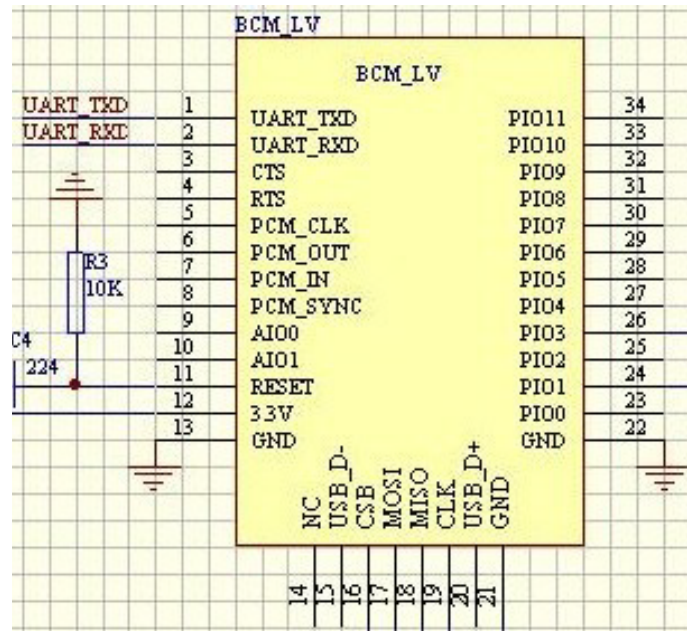 BCM_LV
BCM_LV
UART_TXD 1 UART_TXD PIO11 34
UART_RXD 2 UART_RXD PIO10 33
3 CTS PIO9 32
4 RTS PIO8 31
5 PCM_CLK PIO7 30
6 PCM_OUT PIO6 29
R3 7 PCM_IN PIO5 28
10K 8 PCM_SYNC PIO4 27
9 AIO0 PIO3 26
C4 10 AIO1 PIO2 25
224 11 RESET PIO1 24
12 3.3V PIO0 23
13 GND GND 22
NC USB_D- CSB MOSI MISO CLK USB_D+ GND
14 15 16 17 18 19 20 21